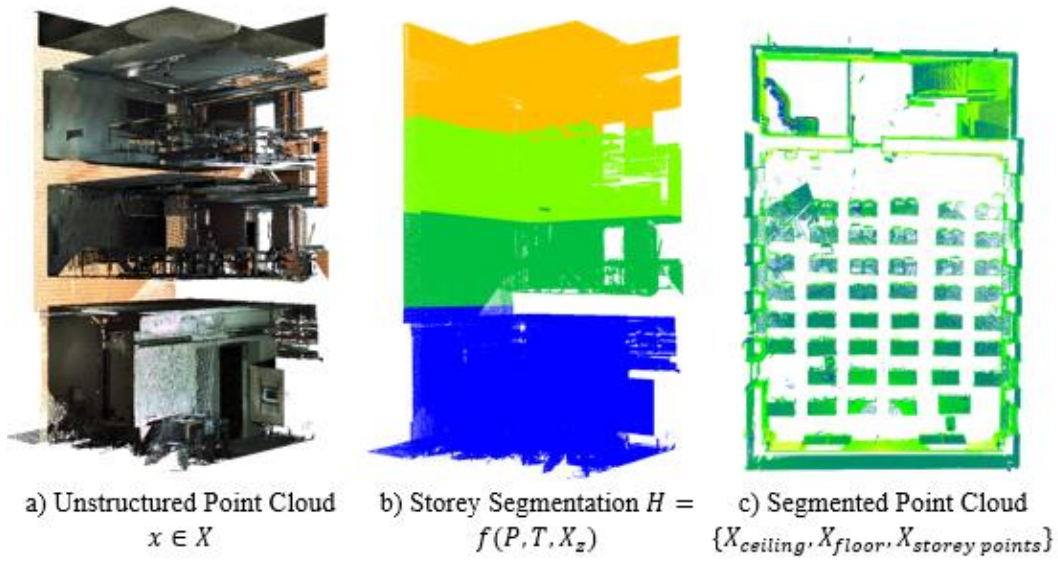 a) Unstructured Point Cloud
x ∈ X
b) Storey Segmentation H =
f(P, T, X_z)
c) Segmented Point Cloud
{X_ceiling, X_floor, X_storey points}